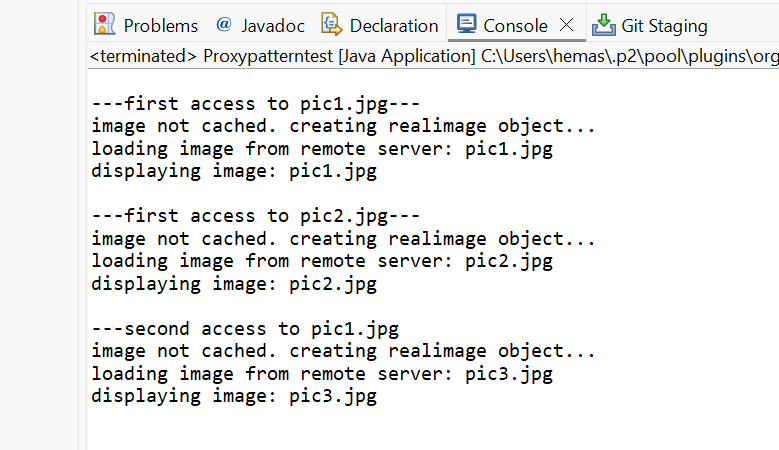 Problems @ Javadoc Declaration Console Git Staging
<terminated> Proxypatterntest [Java Application] C:\Users\hemas\.p2\pool\plugins\org
---first access to pic1.jpg---
image not cached. creating realimage object...
loading image from remote server: pic1.jpg
displaying image: pic1.jpg
---first access to pic2.jpg---
image not cached. creating realimage object...
loading image from remote server: pic2.jpg
displaying image: pic2.jpg
---second access to pic1.jpg
image not cached. creating realimage object...
loading image from remote server: pic3.jpg
displaying image: pic3.jpg